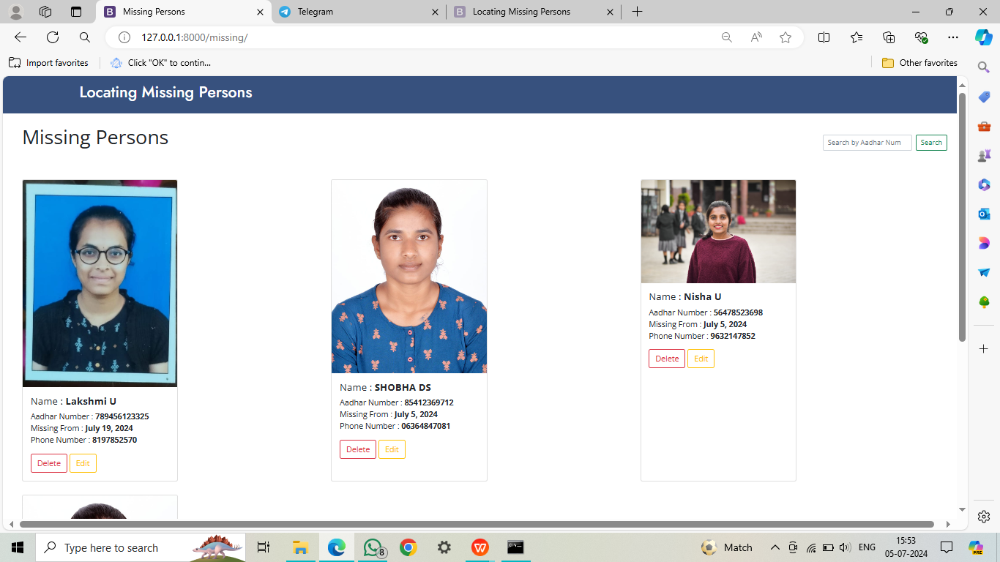 Missing Persons
Telegram
Locating Missing Persons
127.0.0.1:8000/missing/
Import favorites
Click "OK" to contin...
Other favorites
Locating Missing Persons
Missing Persons
Search by Aadhar Num
Search
Name : Lakshmi U
Aadhar Number : 789456123325
Missing From : July 19, 2024
Phone Number : 8197852570
Delete
Edit
Name : SHOBHA DS
Aadhar Number : 85412369712
Missing From : July 5, 2024
Phone Number : 06364847081
Delete
Edit
Name : Nisha U
Aadhar Number : 56478523698
Missing From : July 5, 2024
Phone Number : 9632147852
Delete
Edit
Type here to search
8
Match
ENG
15:53
05-07-2024
PRE